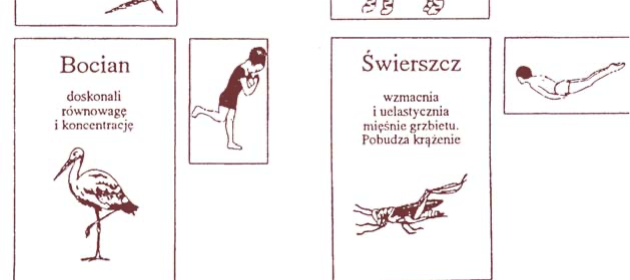 Bocian
doskonali
równowagę
i koncentrację
Świerszcz
wzmacnia
i uelastycznia
mięśnie grzbietu.
Pobudza krążenie